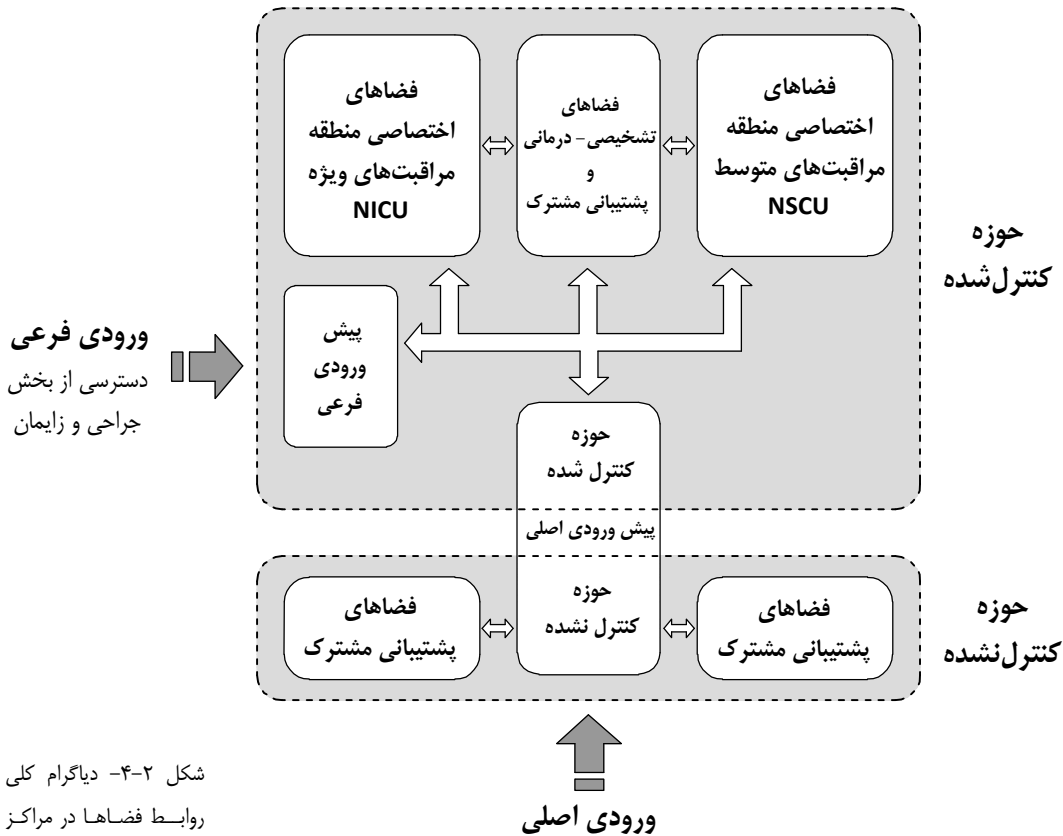 فضاهای
اختصاصی منطقه
مراقبت‌های متوسط
NSCU
فضاهای
تشخیصی- درمانی
و
پشتیبانی مشترک
فضاهای
اختصاصی منطقه
مراقبت‌های ویژه
NICU
حوزه
کنترل‌شده
پیش
ورودی
فرعی
ورودی فرعی
دسترسی از بخش
جراحی و زایمان
حوزه
کنترل شده
پیش ورودی اصلی
حوزه
کنترل نشده
فضاهای
پشتیبانی مشترک
فضاهای
پشتیبانی مشترک
حوزه
کنترل‌نشده
ورودی اصلی
شکل ۲-۴- دیاگرام کلی
روابط فضاها در مراکز